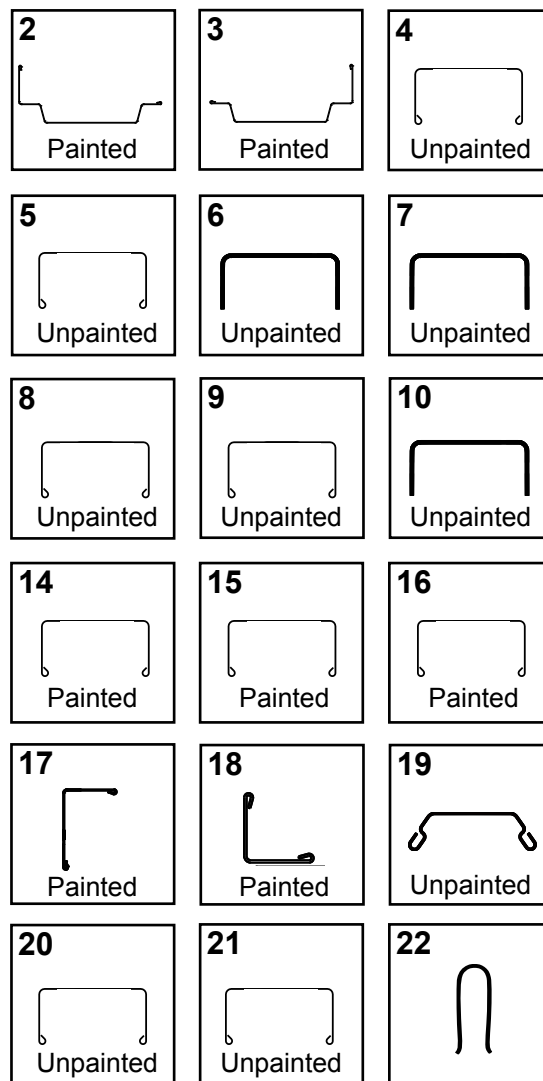 2 3 4
Painted Painted Unpainted
5 6 7
Unpainted Unpainted Unpainted
8 9 10
Unpainted Unpainted Unpainted
14 15 16
Painted Painted Painted
17 18 19
Painted Painted Unpainted
20 21 22
Unpainted Unpainted